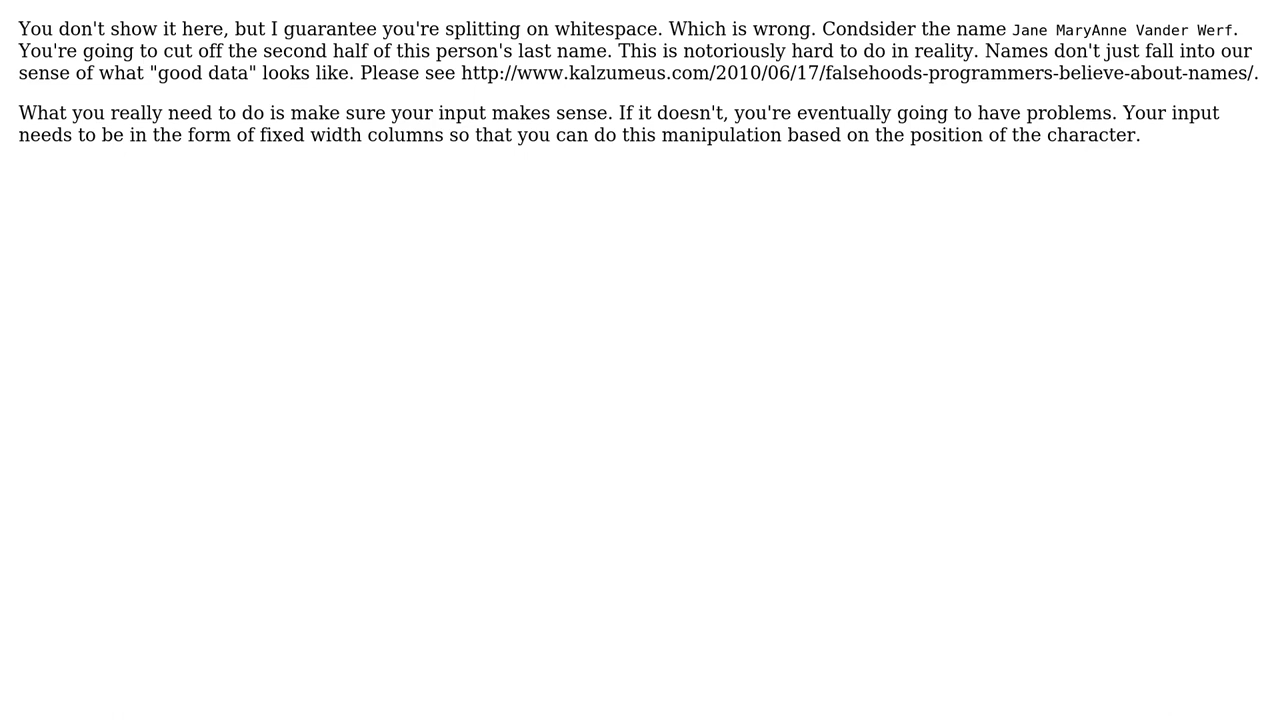 You don't show it here, but I guarantee you're splitting on whitespace. Which is wrong. Condsider the name Jane MaryAnne Vander Werf.
You're going to cut off the second half of this person's last name. This is notoriously hard to do in reality. Names don't just fall into our
sense of what "good data" looks like. Please see http://www.kalzumeus.com/2010/06/17/falsehoods-programmers-believe-about-names/.
What you really need to do is make sure your input makes sense. If it doesn't, you're eventually going to have problems. Your input
needs to be in the form of fixed width columns so that you can do this manipulation based on the position of the character.